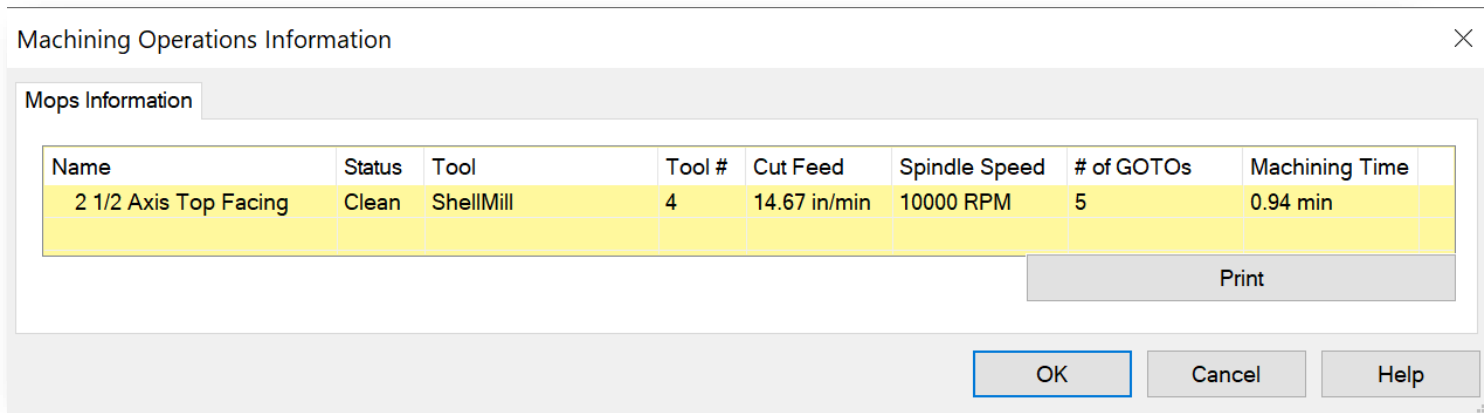 Machining Operations Information
Mops Information
Name Status Tool Tool # Cut Feed Spindle Speed # of GOTOs Machining Time
2 1/2 Axis Top Facing Clean ShellMill 4 14.67 in/min 10000 RPM 5 0.94 min
Print
OK Cancel Help